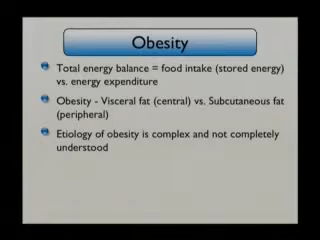 Obesity
Total energy balance = food intake (stored energy)
vs. energy expenditure
Obesity - Visceral fat (central) vs. Subcutaneous fat
(peripheral)
Etiology of obesity is complex and not completely
understood